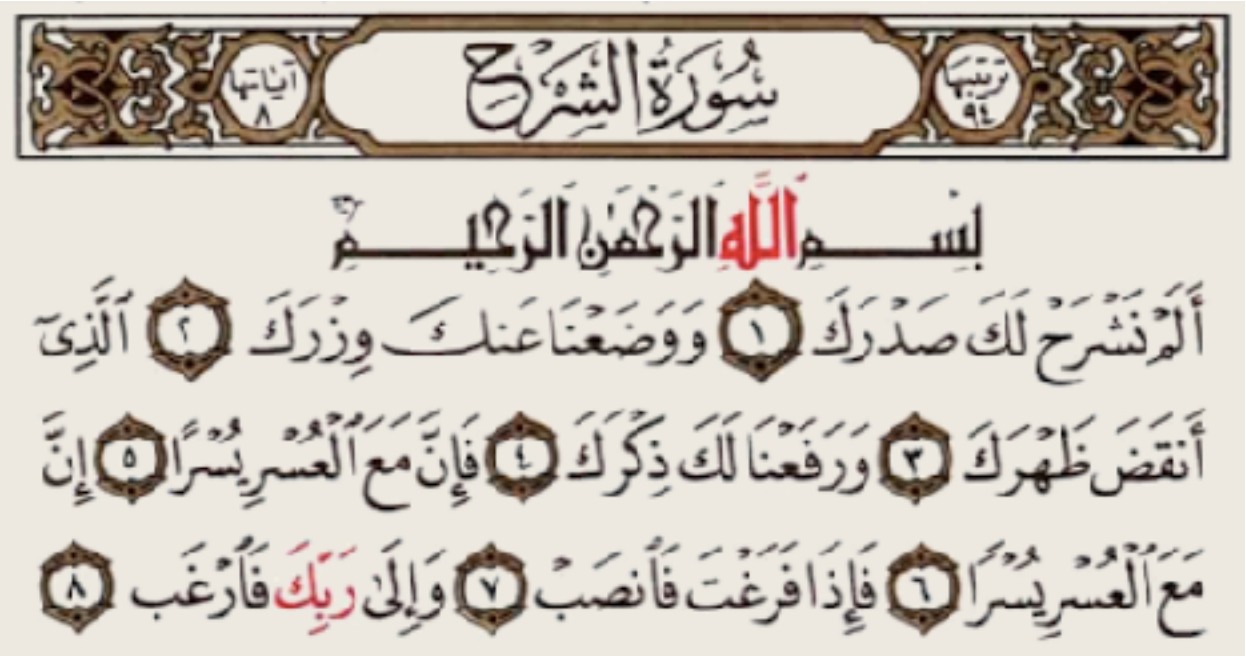 ترتيبها ٩٤ سُورَةُ الشَّرْحِ آياتها ٨
بِسْمِ ٱللَّهِ ٱلرَّحْمَٰنِ ٱلرَّحِيمِ
أَلَمْ نَشْرَحْ لَكَ صَدْرَكَ ١ وَوَضَعْنَا عَنكَ وِزْرَكَ ٢ ٱلَّذِىٓ
أَنقَضَ ظَهْرَكَ ٣ وَرَفَعْنَا لَكَ ذِكْرَكَ ٤ فَإِنَّ مَعَ ٱلْعُسْرِ يُسْرًا ٥ إِنَّ
مَعَ ٱلْعُسْرِ يُسْرًا ٦ فَإِذَا فَرَغْتَ فَٱنصَبْ ٧ وَإِلَىٰ رَبِّكَ فَٱرْغَب ٨